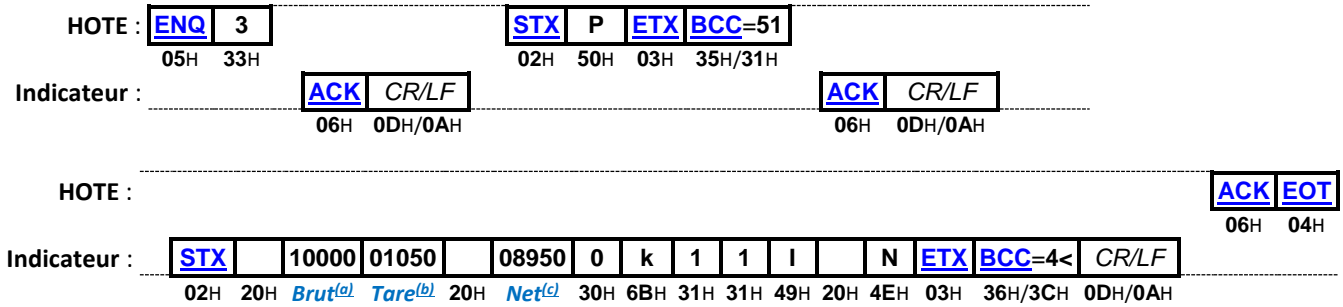 HOTE : ENQ 3 STX P ETX BCC=51
05H 33H 02H 50H 03H 35H/31H
Indicateur : ACK CR/LF ACK CR/LF
06H 0DH/0AH 06H 0DH/0AH
HOTE : ACK EOT
06H 04H
Indicateur : STX 10000 01050 08950 0 k 1 1 I N ETX BCC=4< CR/LF
02H 20H Brut(a) Tare(b) 20H Net(c) 30H 6BH 31H 31H 49H 20H 4EH 03H 36H/3CH 0DH/0AH